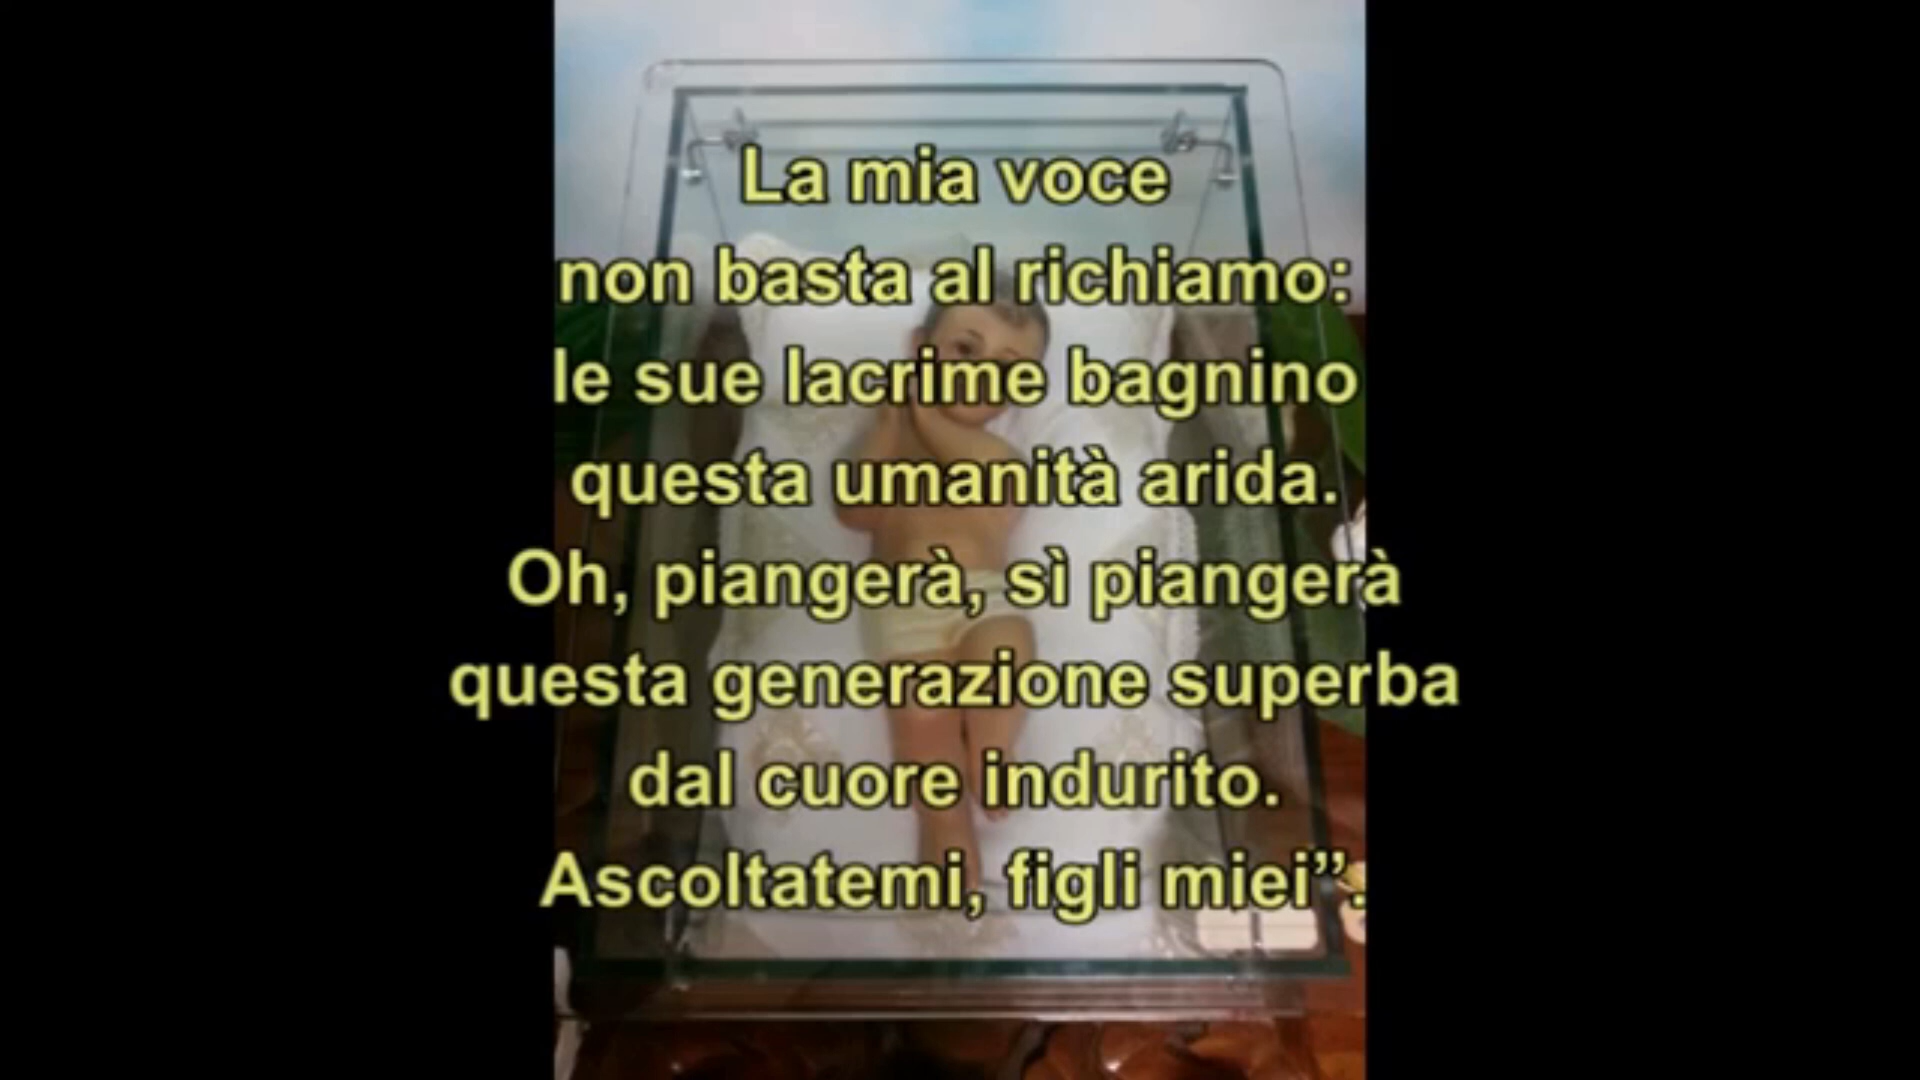 La mia voce
non basta al richiamo:
le sue lacrime bagnino
questa umanità arida.
Oh, piangerà, sì piangerà
questa generazione superba
dal cuore indurito.
Ascoltatemi, figli miei”.